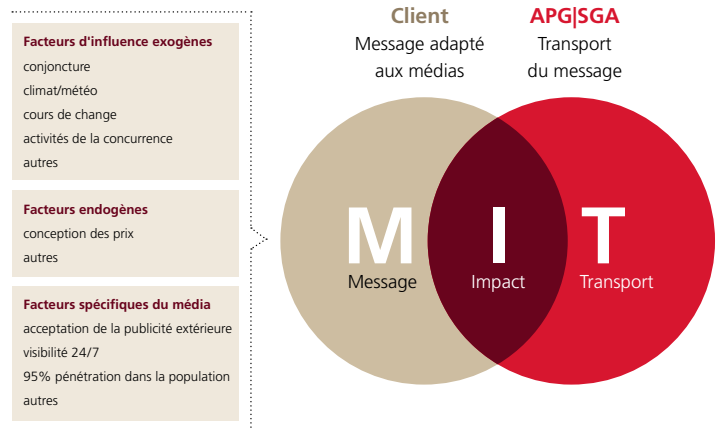 Facteurs d'influence exogènes
conjoncture
climat/météo
cours de change
activités de la concurrence
autres
Facteurs endogènes
conception des prix
autres
Facteurs spécifiques du média
acceptation de la publicité extérieure
visibilité 24/7
95% pénétration dans la population
autres
Client
Message adapté
aux médias
APG|SGA
Transport
du message
M I T
Message Impact Transport